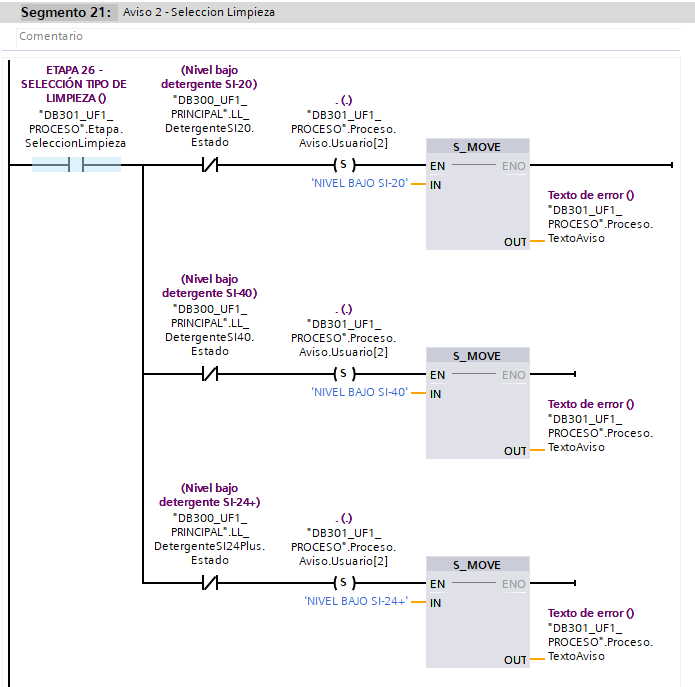 Segmento 21: Aviso 2 - Seleccion Limpieza
Comentario
ETAPA 26 -
SELECCIÓN TIPO DE
LIMPIEZA ()
"DB301_UF1_
PROCESO".Etapa.
SeleccionLimpieza
(Nivel bajo
detergente SI-20)
"DB300_UF1_
PRINCIPAL".LL_
DetergenteSI20.
Estado
. (.)
"DB301_UF1_
PROCESO".Proceso.
Aviso.Usuario[2]
S
'NIVEL BAJO SI-20'
S_MOVE
EN
ENO
IN
OUT
Texto de error ()
"DB301_UF1_
PROCESO".Proceso.
TextoAviso
(Nivel bajo
detergente SI-40)
"DB300_UF1_
PRINCIPAL".LL_
DetergenteSI40.
Estado
. (.)
"DB301_UF1_
PROCESO".Proceso.
Aviso.Usuario[2]
S
'NIVEL BAJO SI-40'
S_MOVE
EN
ENO
IN
OUT
Texto de error ()
"DB301_UF1_
PROCESO".Proceso.
TextoAviso
(Nivel bajo
detergente SI-24+)
"DB300_UF1_
PRINCIPAL".LL_
DetergenteSI24Plus.
Estado
. (.)
"DB301_UF1_
PROCESO".Proceso.
Aviso.Usuario[2]
S
'NIVEL BAJO SI-24+'
S_MOVE
EN
ENO
IN
OUT
Texto de error ()
"DB301_UF1_
PROCESO".Proceso.
TextoAviso